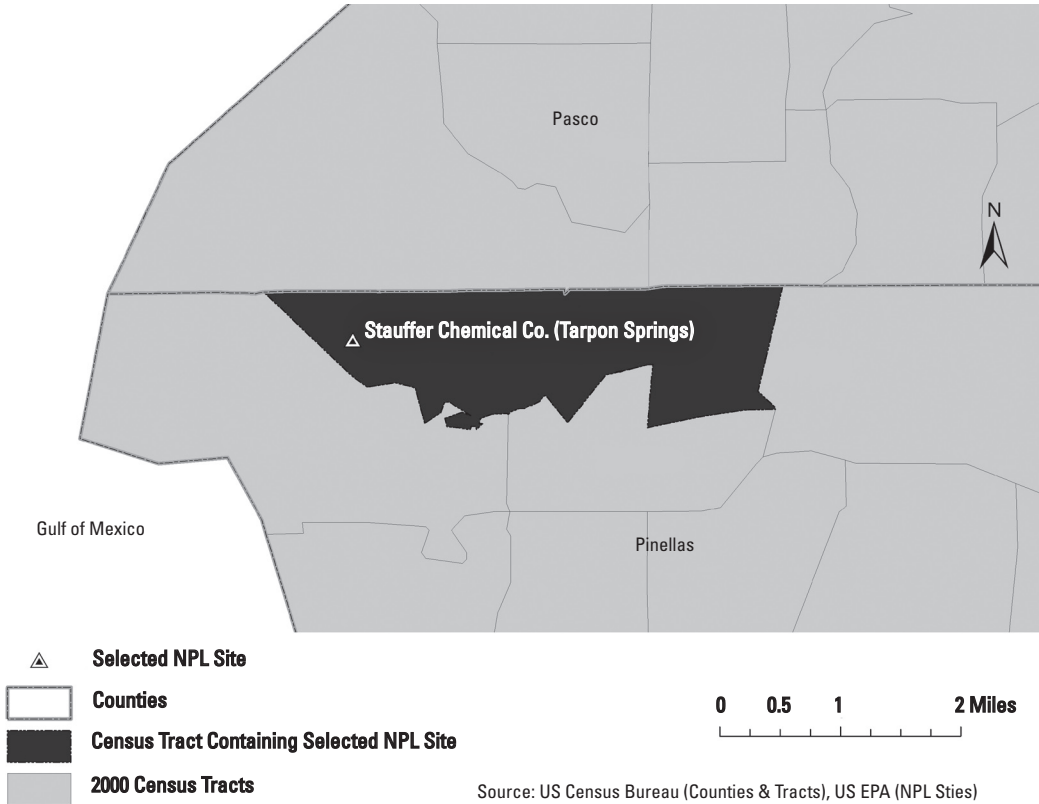 Pasco
N
Stauffer Chemical Co. (Tarpon Springs)
Gulf of Mexico
Pinellas
Selected NPL Site
Counties
0 0.5 1 2 Miles
Census Tract Containing Selected NPL Site
2000 Census Tracts
Source: US Census Bureau (Counties & Tracts), US EPA (NPL Sties)